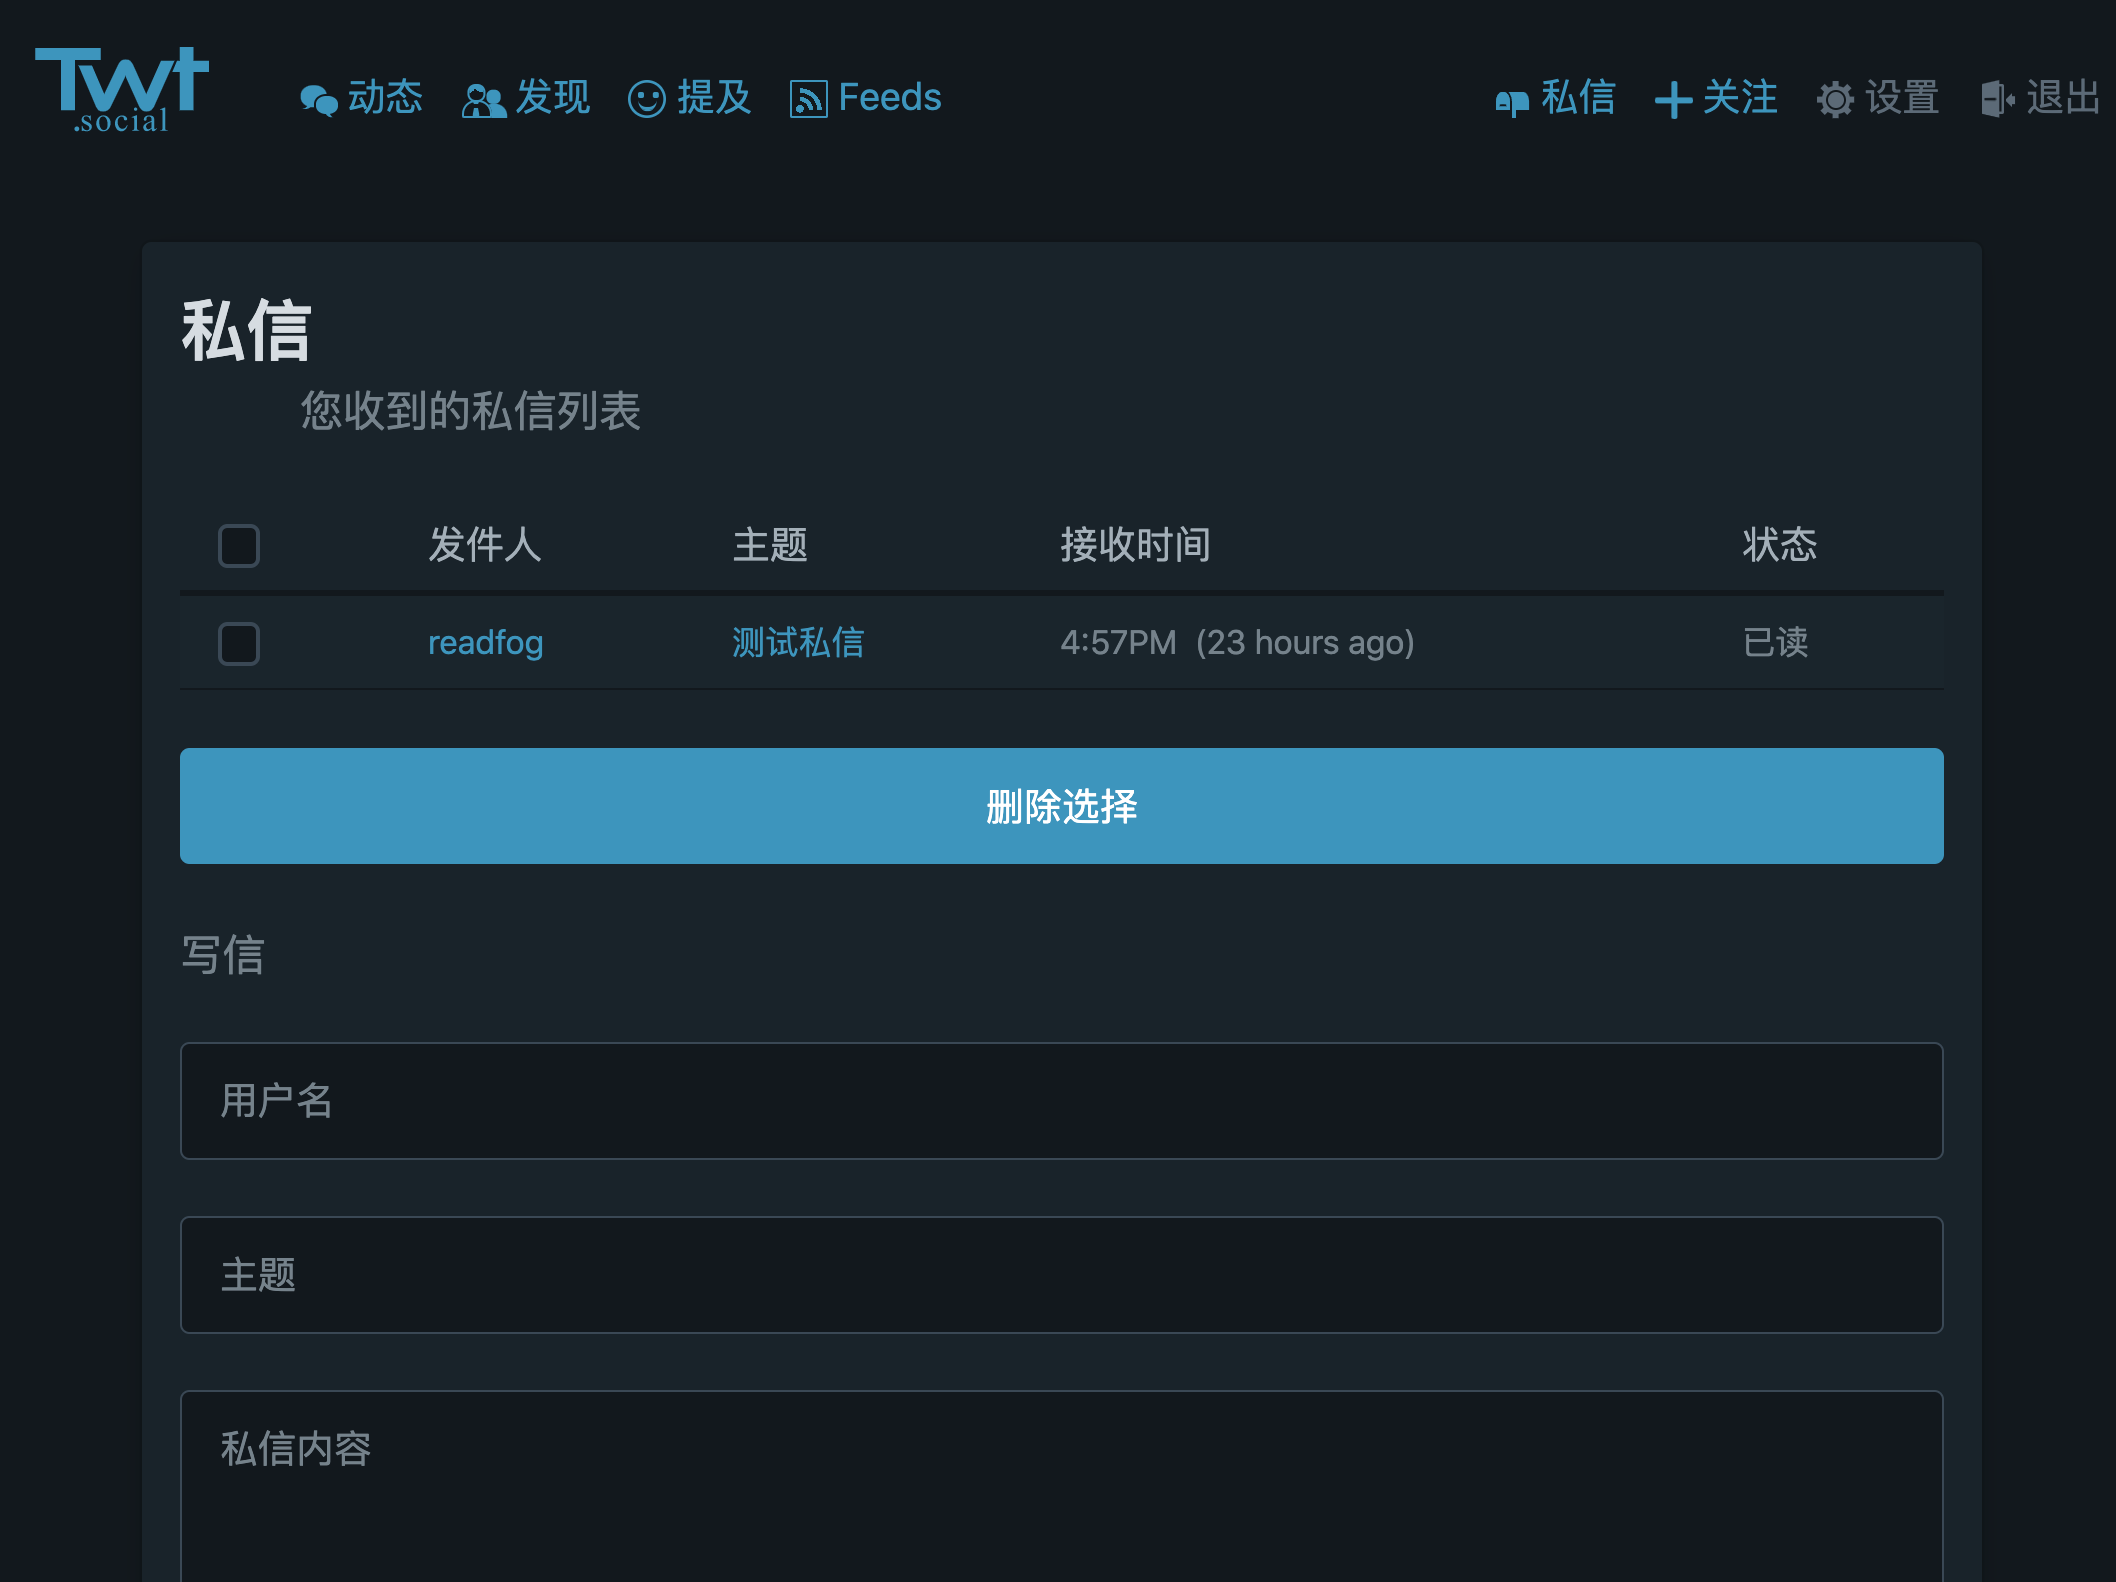 Twt
.social
动态 发现 提及 Feeds 私信 关注 设置 退出
私信
您收到的私信列表
发件人 主题 接收时间 状态
readfog 测试私信 4:57PM (23 hours ago) 已读
删除选择
写信
用户名
主题
私信内容